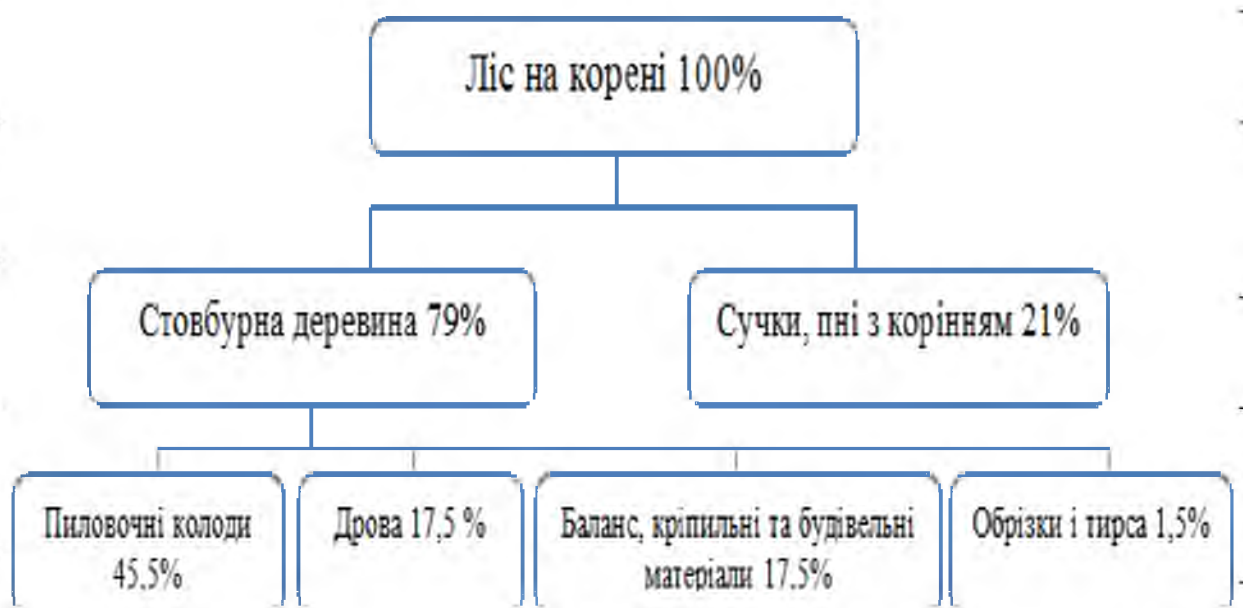 Ліс на корені 100%
Стовбурна деревина 79%
Сучки, пні з корінням 21%
Пиловочні колоди
45,5%
Дрова 17,5 %
Баланс, кріпильні та будівельні
матеріали 17,5%
Обрізки і тирса 1,5%